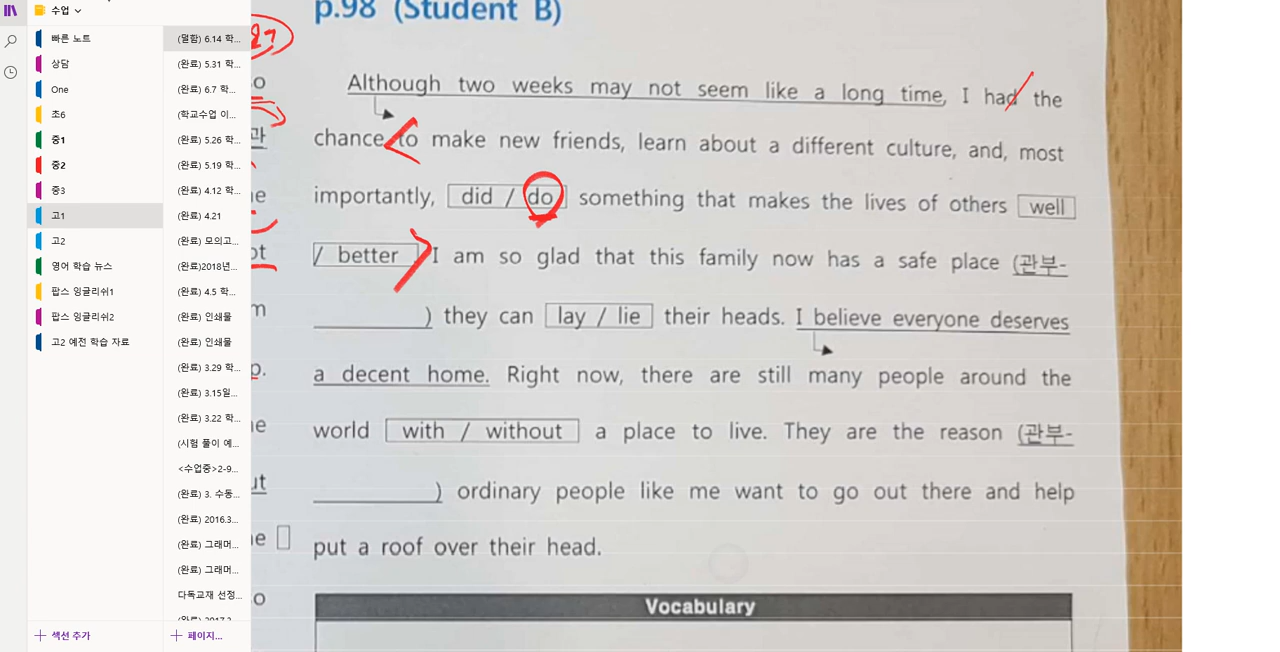 수업
빠른 노트
상담
One
초6
중1
중2
중3
고1
고2
영어 학습 뉴스
팝스 잉글리쉬1
팝스 잉글리쉬2
고2 예전 학습 자료
섹션 추가
(덜함) 6.14 학...
(완료) 5.31 학...
(완료) 6.7 학...
(학교수업 이...
(완료) 5.26 학...
(완료) 5.19 학...
(완료) 4.12 학...
(완료) 4.21
(완료) 모의고...
(완료)2018년...
(완료) 4.5 학...
(완료) 인쇄물
(완료) 인쇄물
(완료) 3.29 학...
(완료) 3.15일...
(완료) 3.22 학...
(시험 풀이 예...
<수업중>2-9...
(완료) 3. 수동...
(완료) 2016.3...
(완료) 그래머...
(완료) 그래머...
다독교재 선정...
페이지...
p.98 (Student B)
Although two weeks may not seem like a long time, I had the
chance to make new friends, learn about a different culture, and, most
importantly, did / do something that makes the lives of others well
/ better I am so glad that this family now has a safe place (관부-
) they can lay / lie their heads. I believe everyone deserves
a decent home. Right now, there are still many people around the
world with / without a place to live. They are the reason (관부-
) ordinary people like me want to go out there and help
put a roof over their head.
Vocabulary